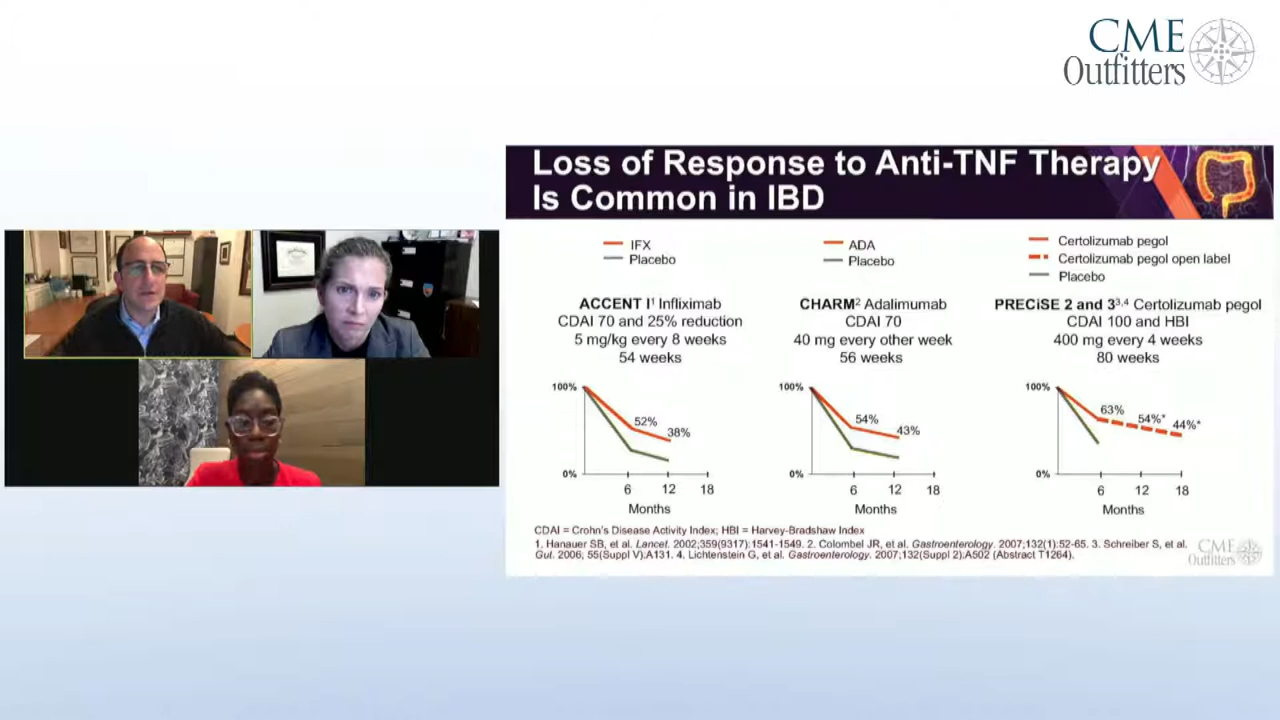 CME
Outfitters
Loss of Response to Anti-TNF Therapy
Is Common in IBD
IFX
Placebo
ACCENT I¹ Infliximab
CDAI 70 and 25% reduction
5 mg/kg every 8 weeks
54 weeks
100%
52%
38%
0%
6 12 18
Months
ADA
Placebo
CHARM² Adalimumab
CDAI 70
40 mg every other week
56 weeks
100%
54%
43%
0%
6 12 18
Months
Certolizumab pegol
Certolizumab pegol open label
Placebo
PRECiSE 2 and 3³,⁴ Certolizumab pegol
CDAI 100 and HBI
400 mg every 4 weeks
80 weeks
100%
63%
54%*
44%*
0%
6 12 18
Months
CDAI = Crohn's Disease Activity Index; HBI = Harvey-Bradshaw Index
1. Hanauer SB, et al. Lancet. 2002;359(9317):1541-1549. 2. Colombel JR, et al. Gastroenterology. 2007;132(1):52-65. 3. Schreiber S, et al.
Gut. 2006; 55(Suppl V):A131. 4. Lichtenstein G, et al. Gastroenterology. 2007;132(Suppl 2):A502 (Abstract T1264).
CME
Outfitters